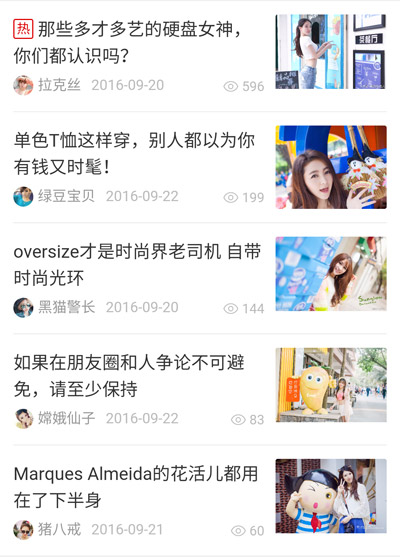 热 那些多才多艺的硬盘女神，
你们都认识吗？
拉克丝 2016-09-20 596
单色T恤这样穿，别人都以为你
有钱又时髦！
绿豆宝贝 2016-09-22 199
oversize才是时尚界老司机 自带
时尚光环
黑猫警长 2016-09-20 144
如果在朋友圈和人争论不可避
免，请至少保持
嫦娥仙子 2016-09-22 83
Marques Almeida的花活儿都用
在了下半身
猪八戒 2016-09-21 60